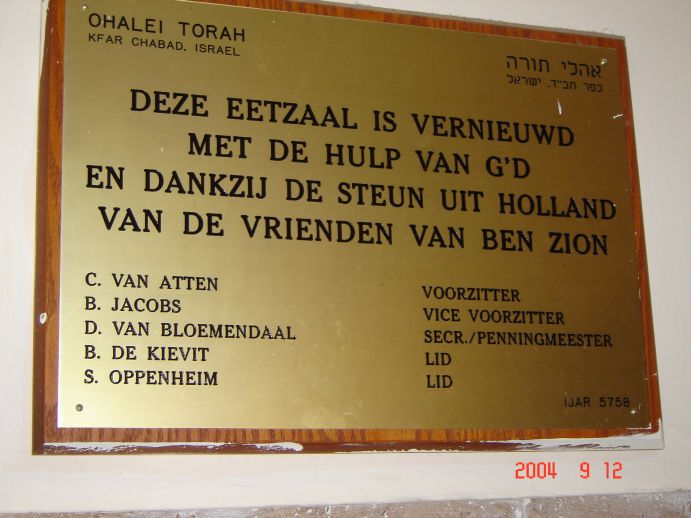 OHALEI TORAH
KFAR CHABAD, ISRAEL
אהלי תורה
כפר חב״ד, ישראל
DEZE EETZAAL IS VERNIEUWD
MET DE HULP VAN G'D
EN DANKZIJ DE STEUN UIT HOLLAND
VAN DE VRIENDEN VAN BEN ZION
C. VAN ATTEN VOORZITTER
B. JACOBS VICE VOORZITTER
D. VAN BLOEMENDAAL SECR./PENNINGMEESTER
B. DE KIEVIT LID
S. OPPENHEIM LID
IJAR 5758
2004 9 12